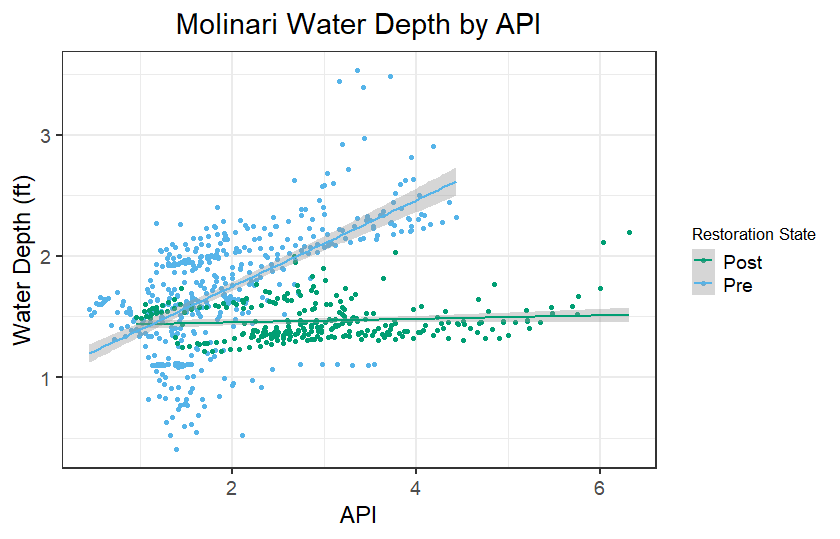 Molinari Water Depth by API
Water Depth (ft)
3
2
1
2
4
6
API
Restoration State
Post
Pre